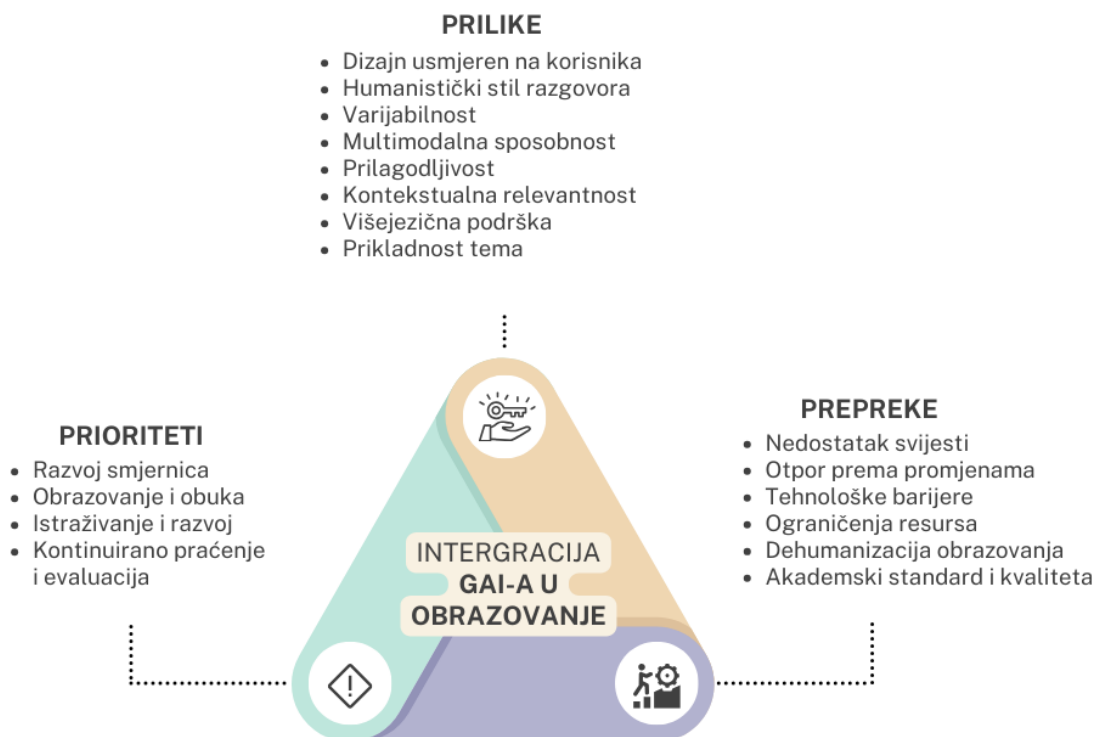 PRILIKE
• Dizajn usmjeren na korisnika
• Humanistički stil razgovora
• Varijabilnost
• Multimodalna sposobnost
• Prilagodljivost
• Kontekstualna relevantnost
• Višejezična podrška
• Prikladnost tema
PRIORITETI
• Razvoj smjernica
• Obrazovanje i obuka
• Istraživanje i razvoj
• Kontinuirano praćenje
i evaluacija
PREPREKE
• Nedostatak svijesti
• Otpor prema promjenama
• Tehnološke barijere
• Ograničenja resursa
• Dehumanizacija obrazovanja
• Akademski standard i kvaliteta
INTERGRACIJA
GAI-A U
OBRAZOVANJE